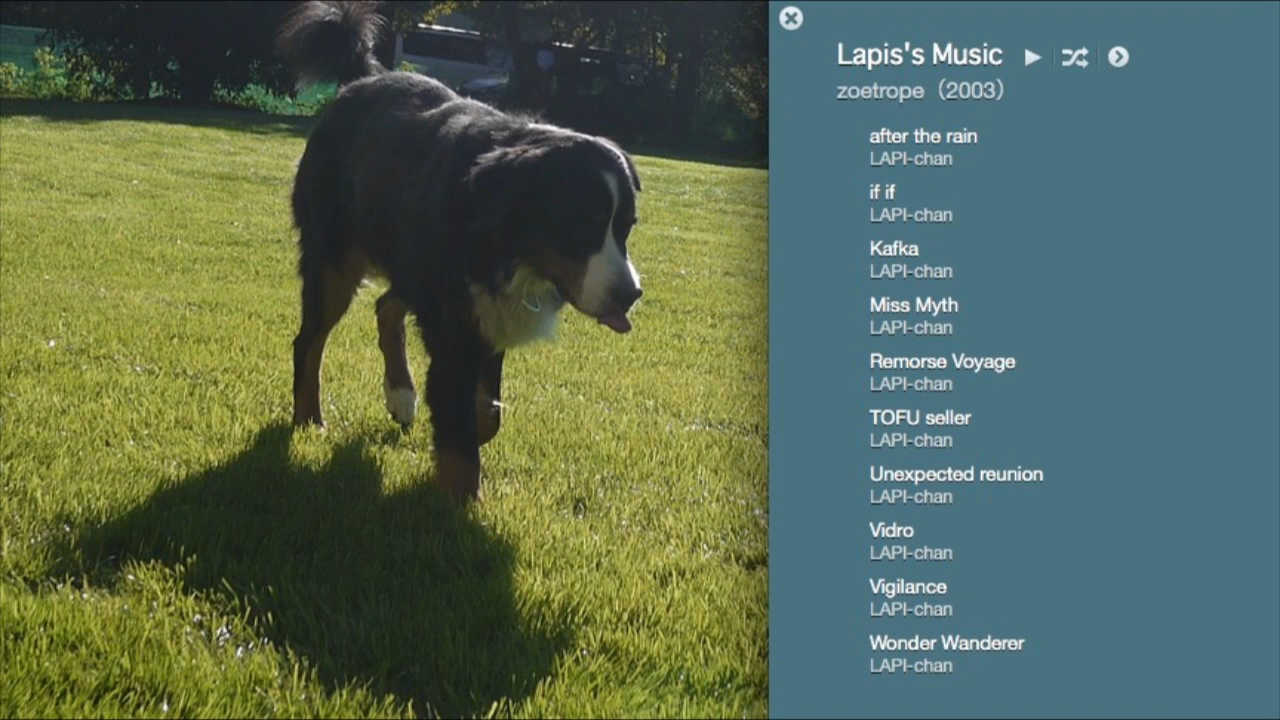 Lapis's Music
zoetrope（2003）
after the rain
LAPI-chan
if if
LAPI-chan
Kafka
LAPI-chan
Miss Myth
LAPI-chan
Remorse Voyage
LAPI-chan
TOFU seller
LAPI-chan
Unexpected reunion
LAPI-chan
Vidro
LAPI-chan
Vigilance
LAPI-chan
Wonder Wanderer
LAPI-chan